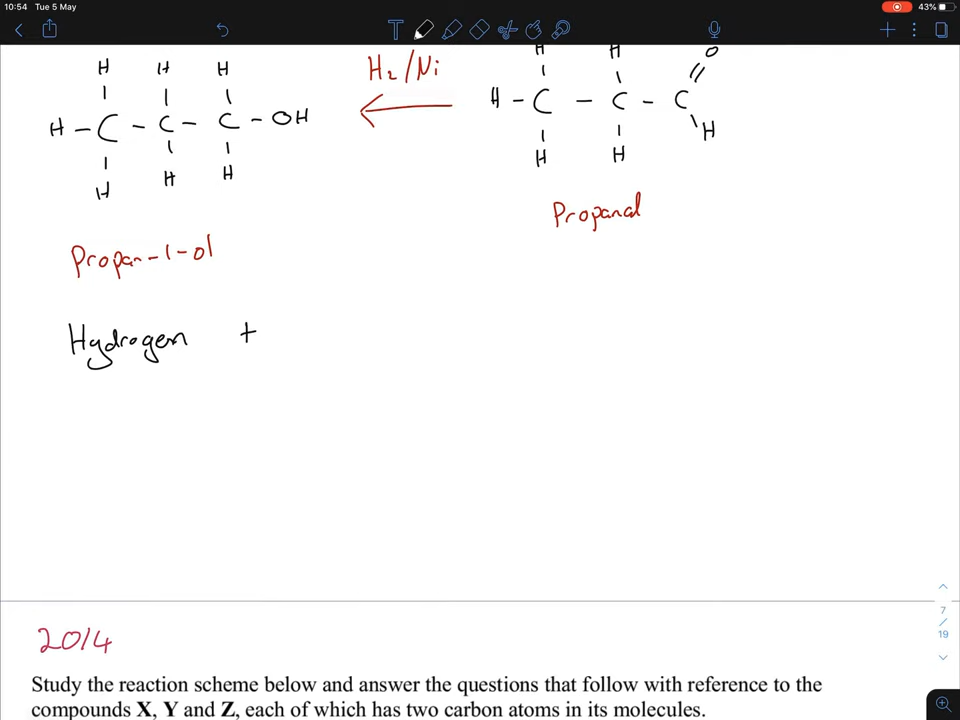 10:54 Tue 5 May 43%
H H H H₂/Ni H H O
H - C - C - C - OH H - C - C - C
H H H H H H
Propanal
Propan-1-ol
Hydrogen +
7
/
19
2014
Study the reaction scheme below and answer the questions that follow with reference to the
compounds X, Y and Z, each of which has two carbon atoms in its molecules.